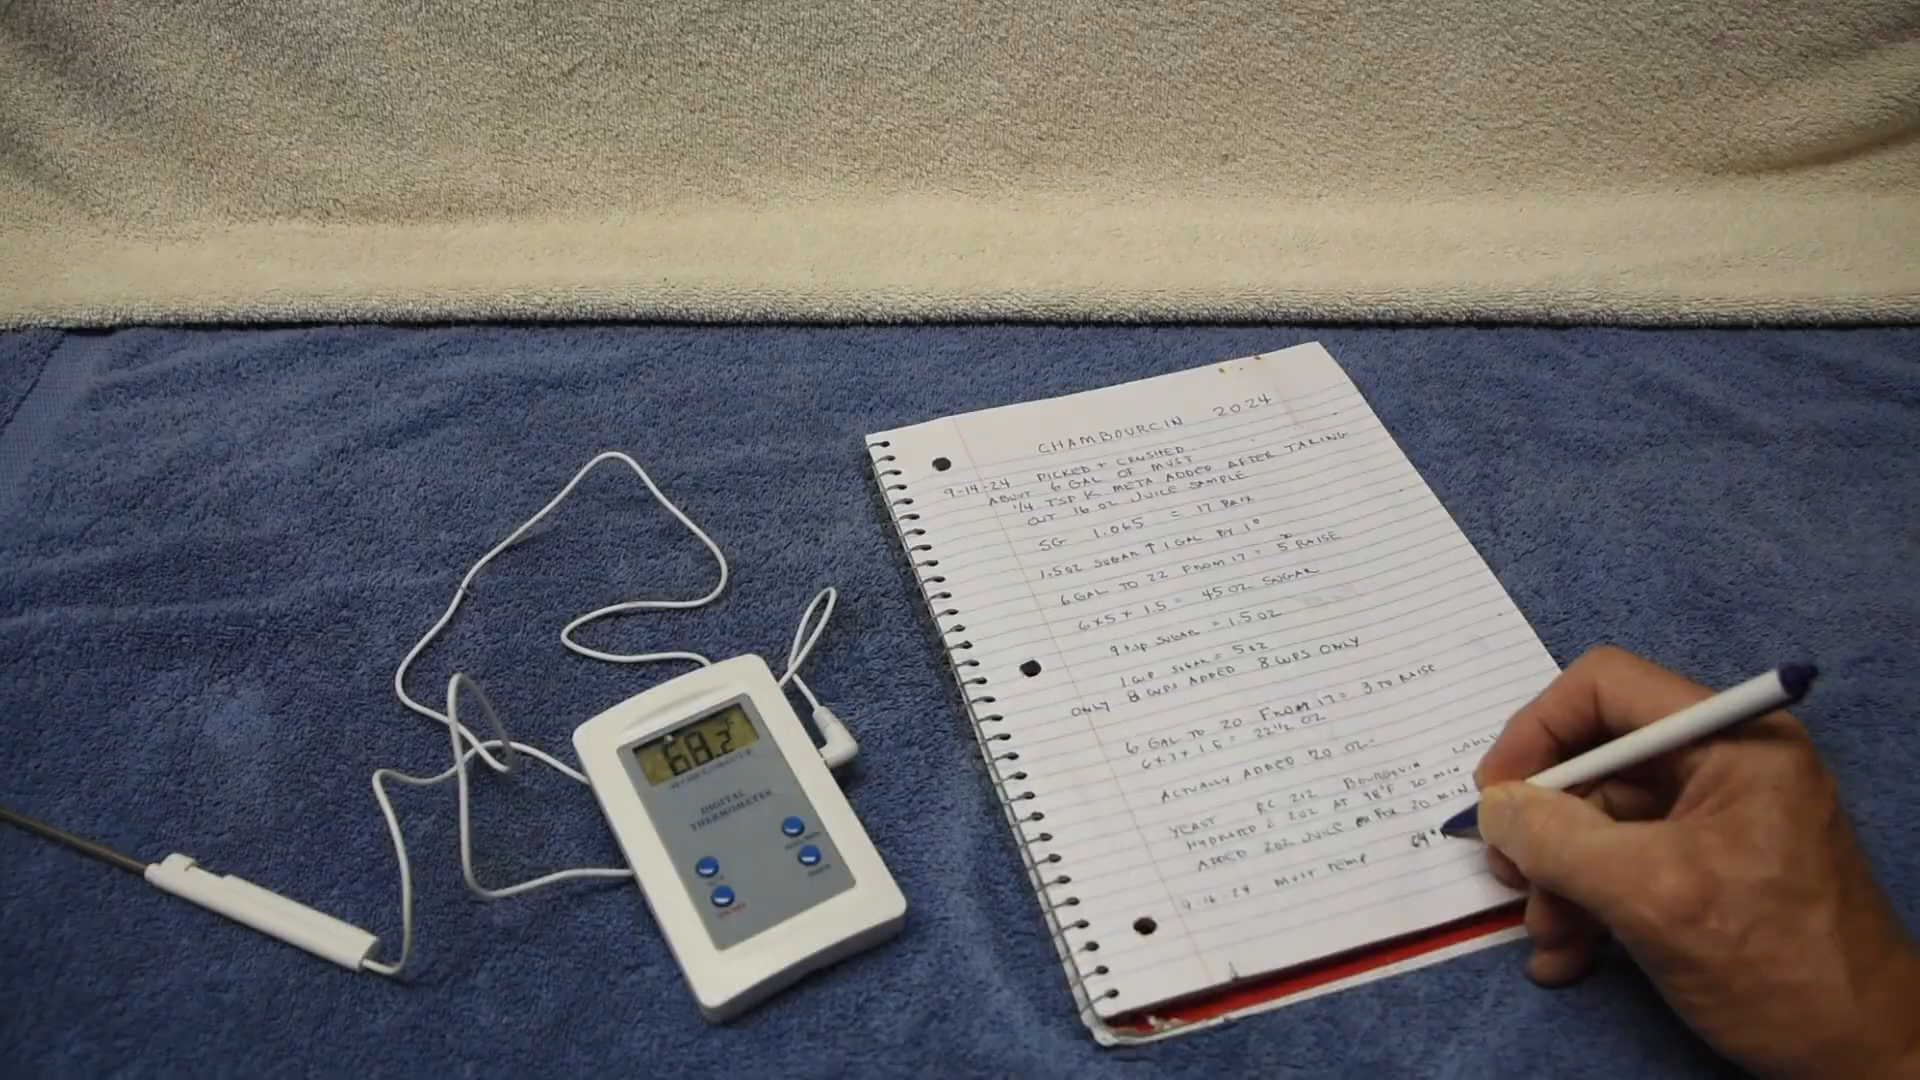 68.2
DIGITAL
THERMOMETER
CHAMBOURCIN 2024
9-14-24 PICKED + CRUSHED
ABOUT 6 GAL OF MUST
1/4 TSP K META ADDED AFTER TAKING
OUT 16 OZ JUICE SAMPLE
SG 1.065 = 17 BRIX
1.5 OZ SUGAR ↑ 1 GAL BY 1°
6 GAL TO 22 FROM 17 = 5 TO RAISE
6 x 5 x 1.5 = 45 OZ SUGAR
9 tsp SUGAR = 1.5 OZ
1 CUP SUGAR = 5 OZ
ONLY 8 CUPS ADDED 8 CUPS ONLY
6 GAL TO 20 FROM 17 = 3 TO RAISE
6 x 3 x 1.5 = 22 1/2 OZ
ACTUALLY ADDED 20 OZ
YEAST RC 212 BOURGOVIN
HYDRATED 2 2OZ AT 98°F 20 MIN
ADDED 2OZ JUICE FOR 20 MIN
9-16-24 MUST TEMP 69°